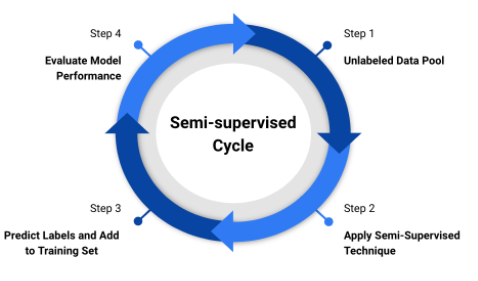 Step 4
Evaluate Model
Performance
Step 1
Unlabeled Data Pool
Semi-supervised
Cycle
Step 3
Predict Labels and Add
to Training Set
Step 2
Apply Semi-Supervised
Technique